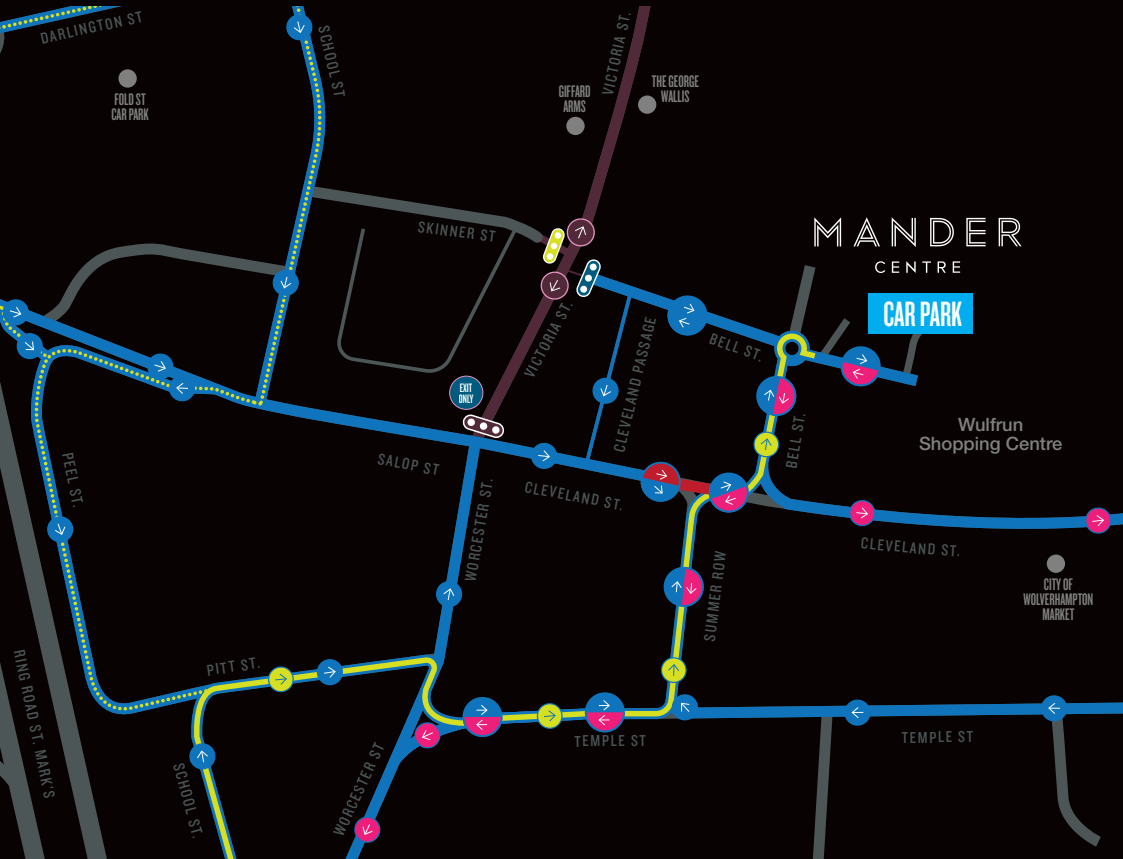 DARLINGTON ST
SCHOOL ST
VICTORIA ST.
FOLD ST
CAR PARK
GIFFARD
ARMS
THE GEORGE
WALLIS
SKINNER ST
MANDER
CENTRE
CAR PARK
VICTORIA ST.
CLEVELAND PASSAGE
BELL ST.
EXIT
ONLY
BELL ST.
Wulfrun
Shopping Centre
PEEL ST.
SALOP ST
WORCESTER ST.
CLEVELAND ST.
CLEVELAND ST.
SUMMER ROW
CITY OF
WOLVERHAMPTON
MARKET
PITT ST.
RING ROAD ST. MARK'S
SCHOOL ST.
WORCESTER ST
TEMPLE ST
TEMPLE ST